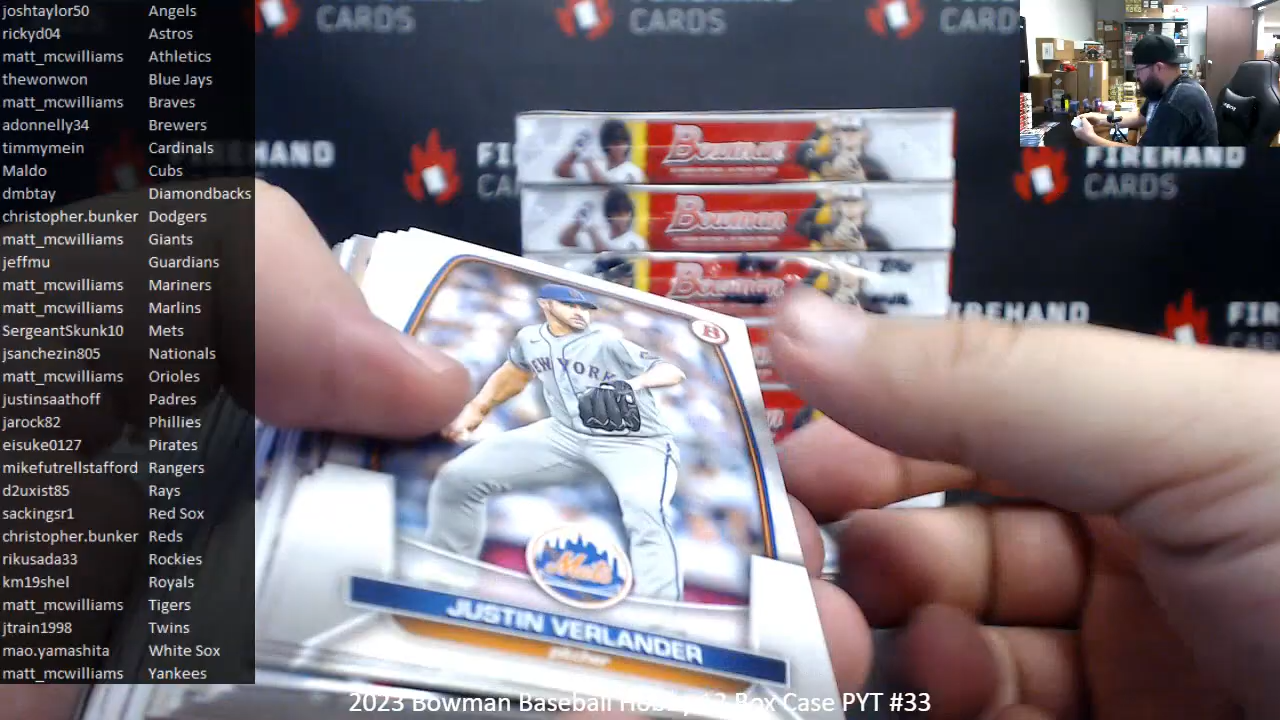 joshtaylor50 Angels
rickyd04 Astros
matt_mcwilliams Athletics
thewonwon Blue Jays
matt_mcwilliams Braves
adonnelly34 Brewers
timmymein Cardinals
Maldo Cubs
dmbtay Diamondbacks
christopher.bunker Dodgers
matt_mcwilliams Giants
jeffmu Guardians
matt_mcwilliams Mariners
matt_mcwilliams Marlins
SergeantSkunk10 Mets
jsanchezin805 Nationals
matt_mcwilliams Orioles
justinsaathoff Padres
jarock82 Phillies
eisuke0127 Pirates
mikefutrellstafford Rangers
d2uxist85 Rays
sackingsr1 Red Sox
christopher.bunker Reds
rikusada33 Rockies
km19shel Royals
matt_mcwilliams Tigers
jtrain1998 Twins
mao.yamashita White Sox
matt_mcwilliams Yankees
CARDS
CARDS
CARDS
FIREHAND
CARDS
Bowman
Bowman
Bowman
B
NEW YORK
Mets
JUSTIN VERLANDER
pitcher
2023 Bowman Baseball Hobby 12 Box Case PYT #33